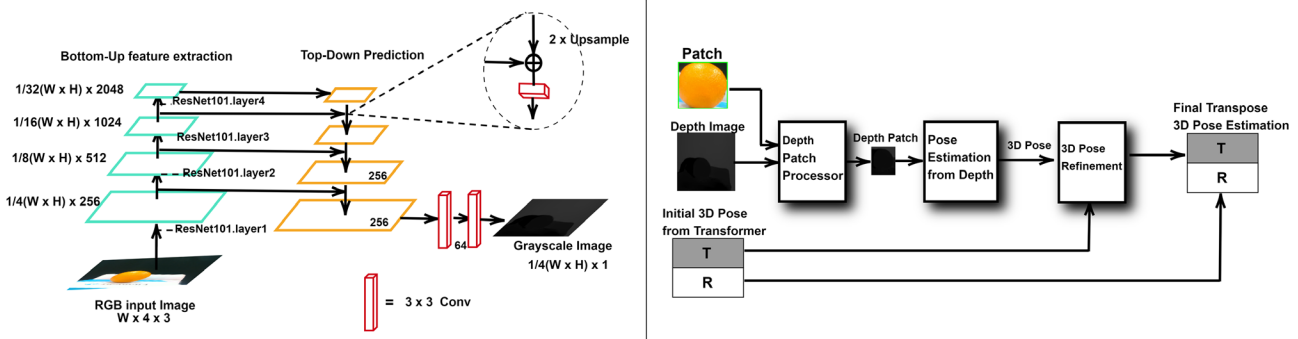 Bottom-Up feature extraction
Top-Down Prediction
2 x Upsample
1/32(W x H) x 2048
ResNet101.layer4
1/16(W x H) x 1024
ResNet101.layer3
1/8(W x H) x 512
ResNet101.layer2
256
1/4(W x H) x 256
ResNet101.layer1
256
64
Grayscale Image
1/4(W x H) x 1
RGB input Image
W x 4 x 3
= 3 x 3 Conv
Patch
Depth Image
Depth
Patch
Processor
Depth Patch
Pose
Estimation
from Depth
3D Pose
3D Pose
Refinement
Final Transpose
3D Pose Estimation
T
R
Initial 3D Pose
from Transformer
T
R